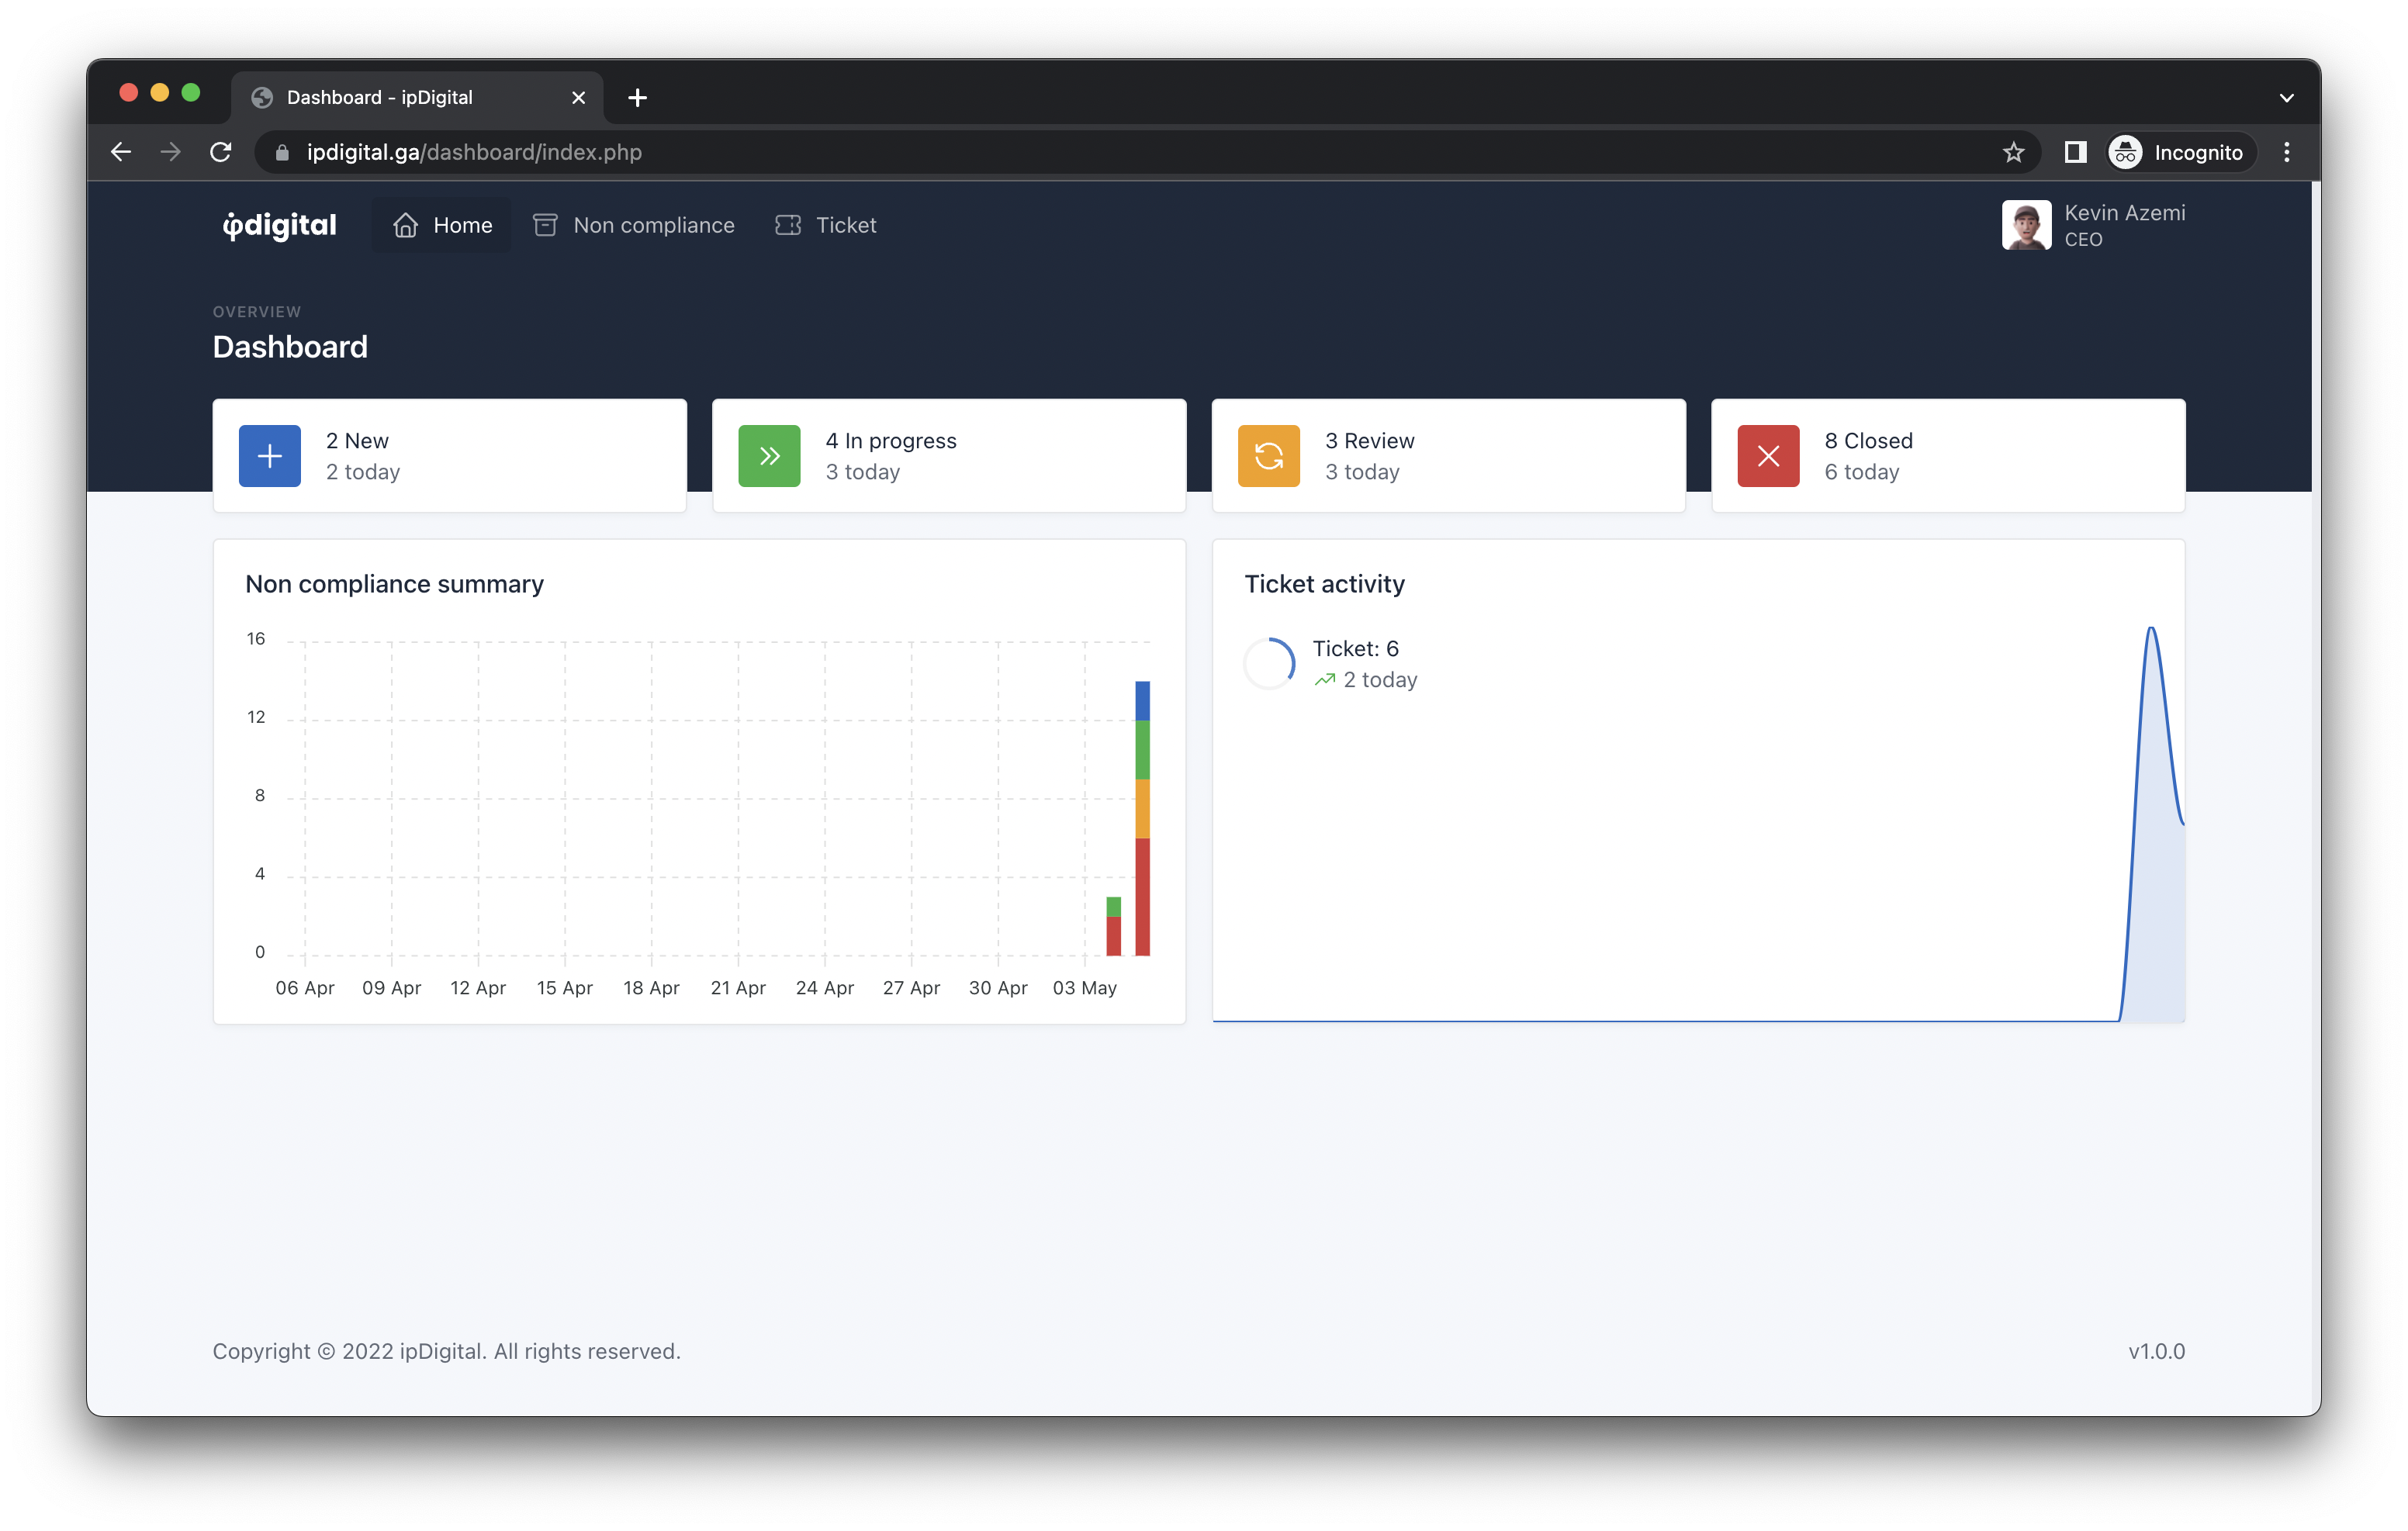 Dashboard - ipDigital
ipdigital.ga/dashboard/index.php
Incognito
ipdigital
Home
Non compliance
Ticket
Kevin Azemi
CEO
OVERVIEW
Dashboard
2 New
2 today
4 In progress
3 today
3 Review
3 today
8 Closed
6 today
Non compliance summary
16
12
8
4
0
06 Apr 09 Apr 12 Apr 15 Apr 18 Apr 21 Apr 24 Apr 27 Apr 30 Apr 03 May
Ticket activity
Ticket: 6
2 today
Copyright © 2022 ipDigital. All rights reserved.
v1.0.0